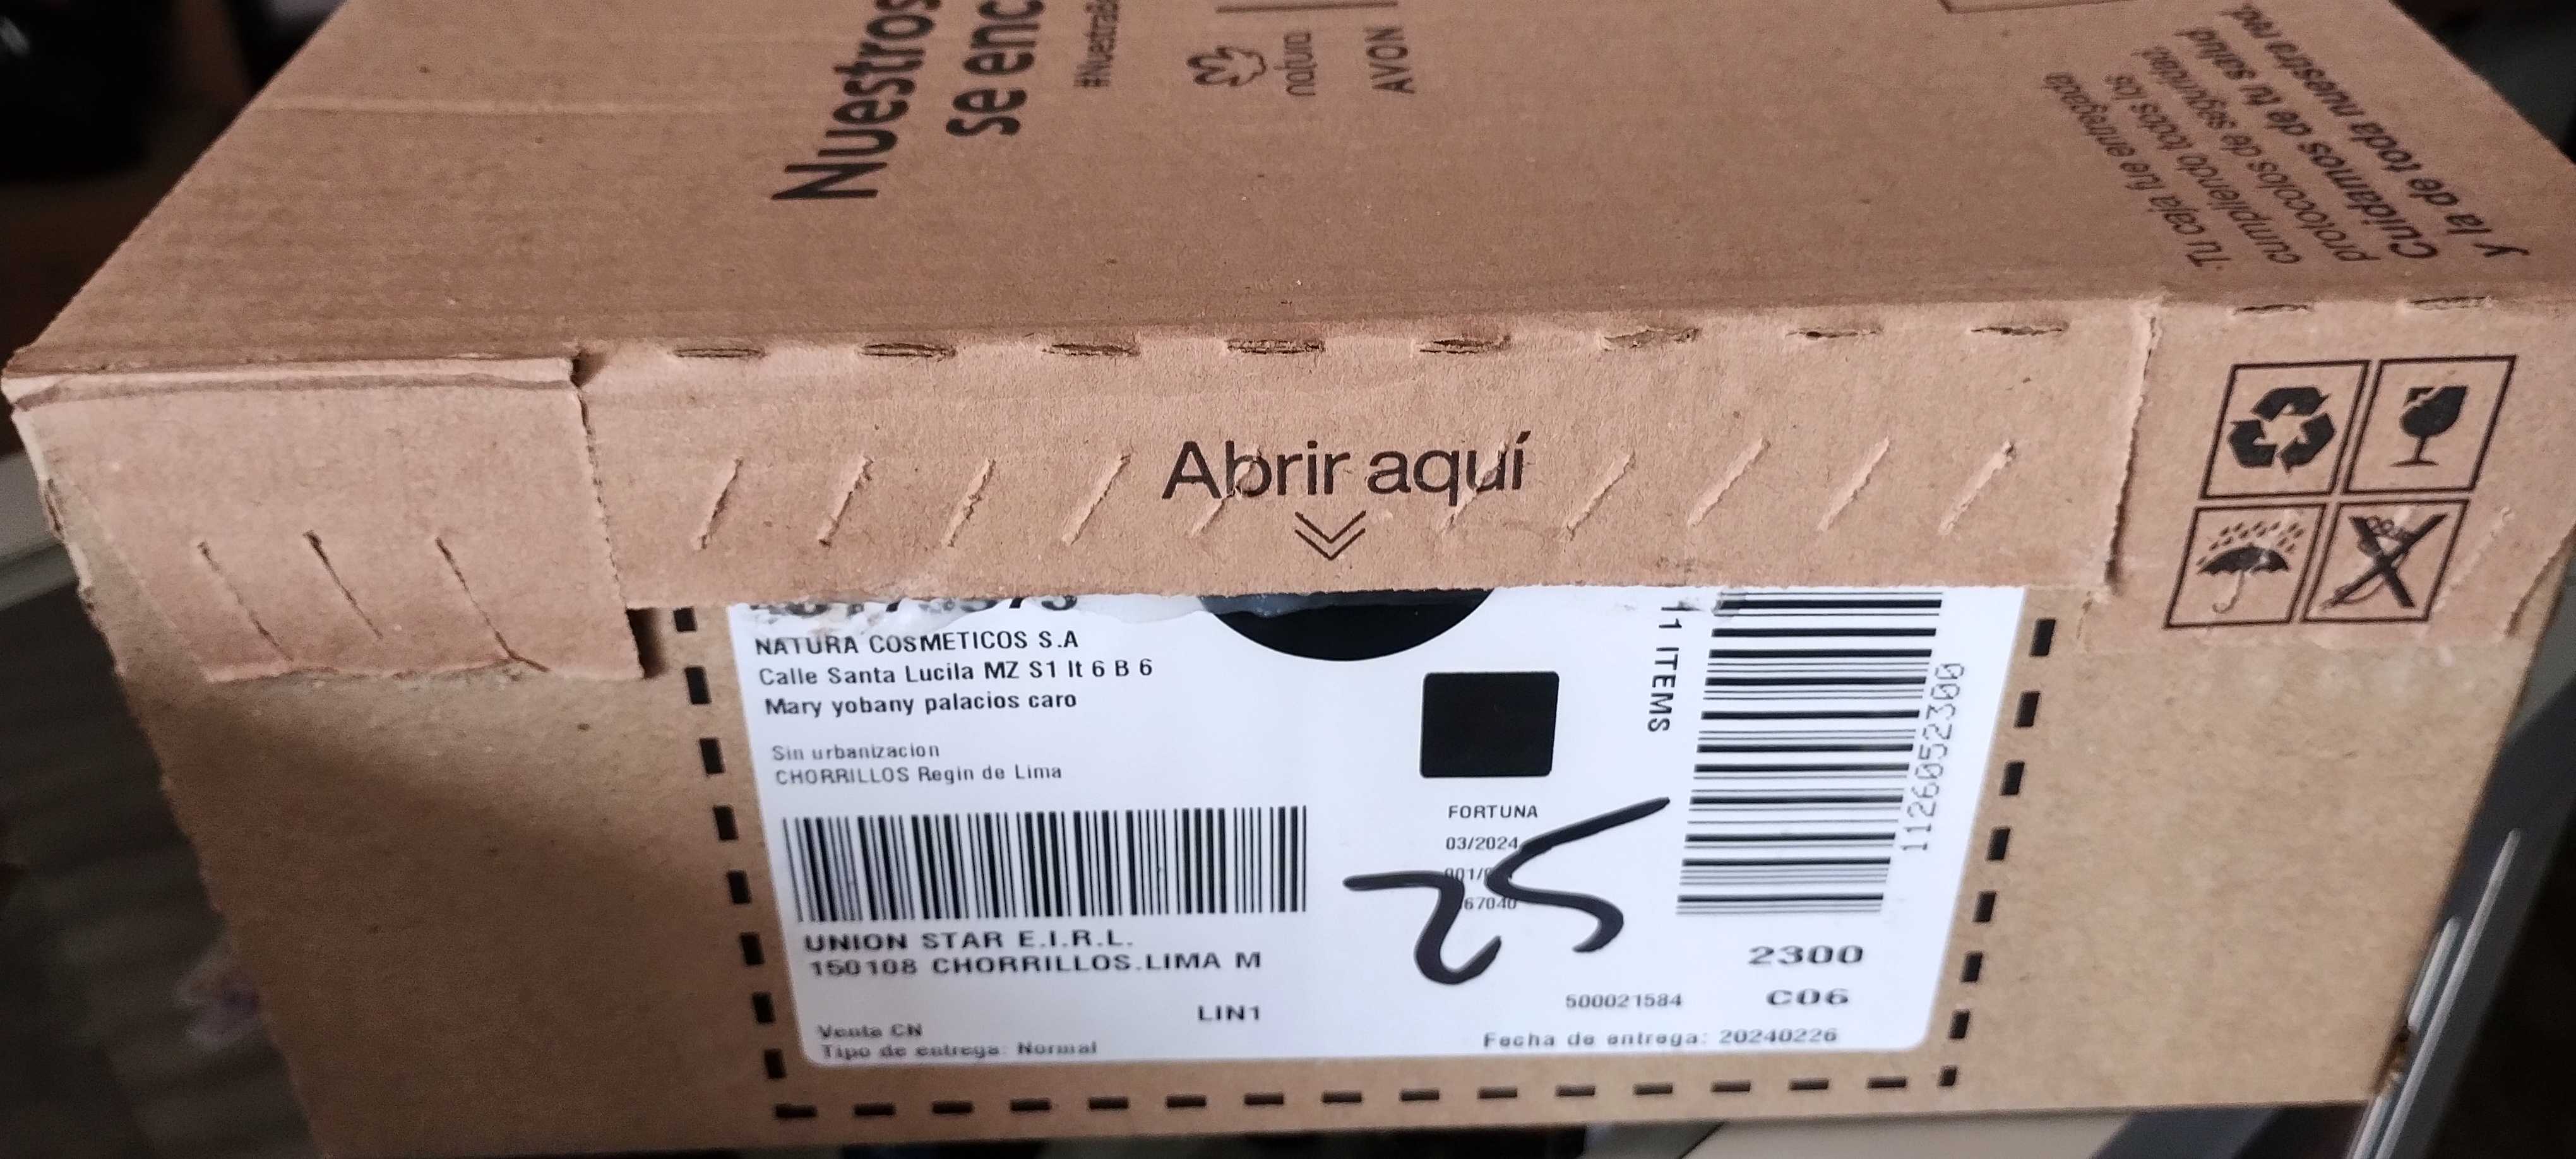 Nuestros
se enc
natura
AVON
Tu caja fue entregada
cumpliendo todos los
protocolos de seguridad.
Cuidamos de tu salud
y la de toda nuestra red.
Abrir aquí
NATURA COSMETICOS S.A
Calle Santa Lucila MZ S1 lt 6 B 6
Mary yobany palacios caro
Sin urbanizacion
CHORRILLOS Regin de Lima
UNION STAR E.I.R.L.
150108 CHORRILLOS.LIMA M
LIN1
Venta CN
Tipo de entrega: Normal
FORTUNA
03/2024
52
11 ITEMS
1126052300
2300
500021584
C06
Fecha de entrega: 20240226